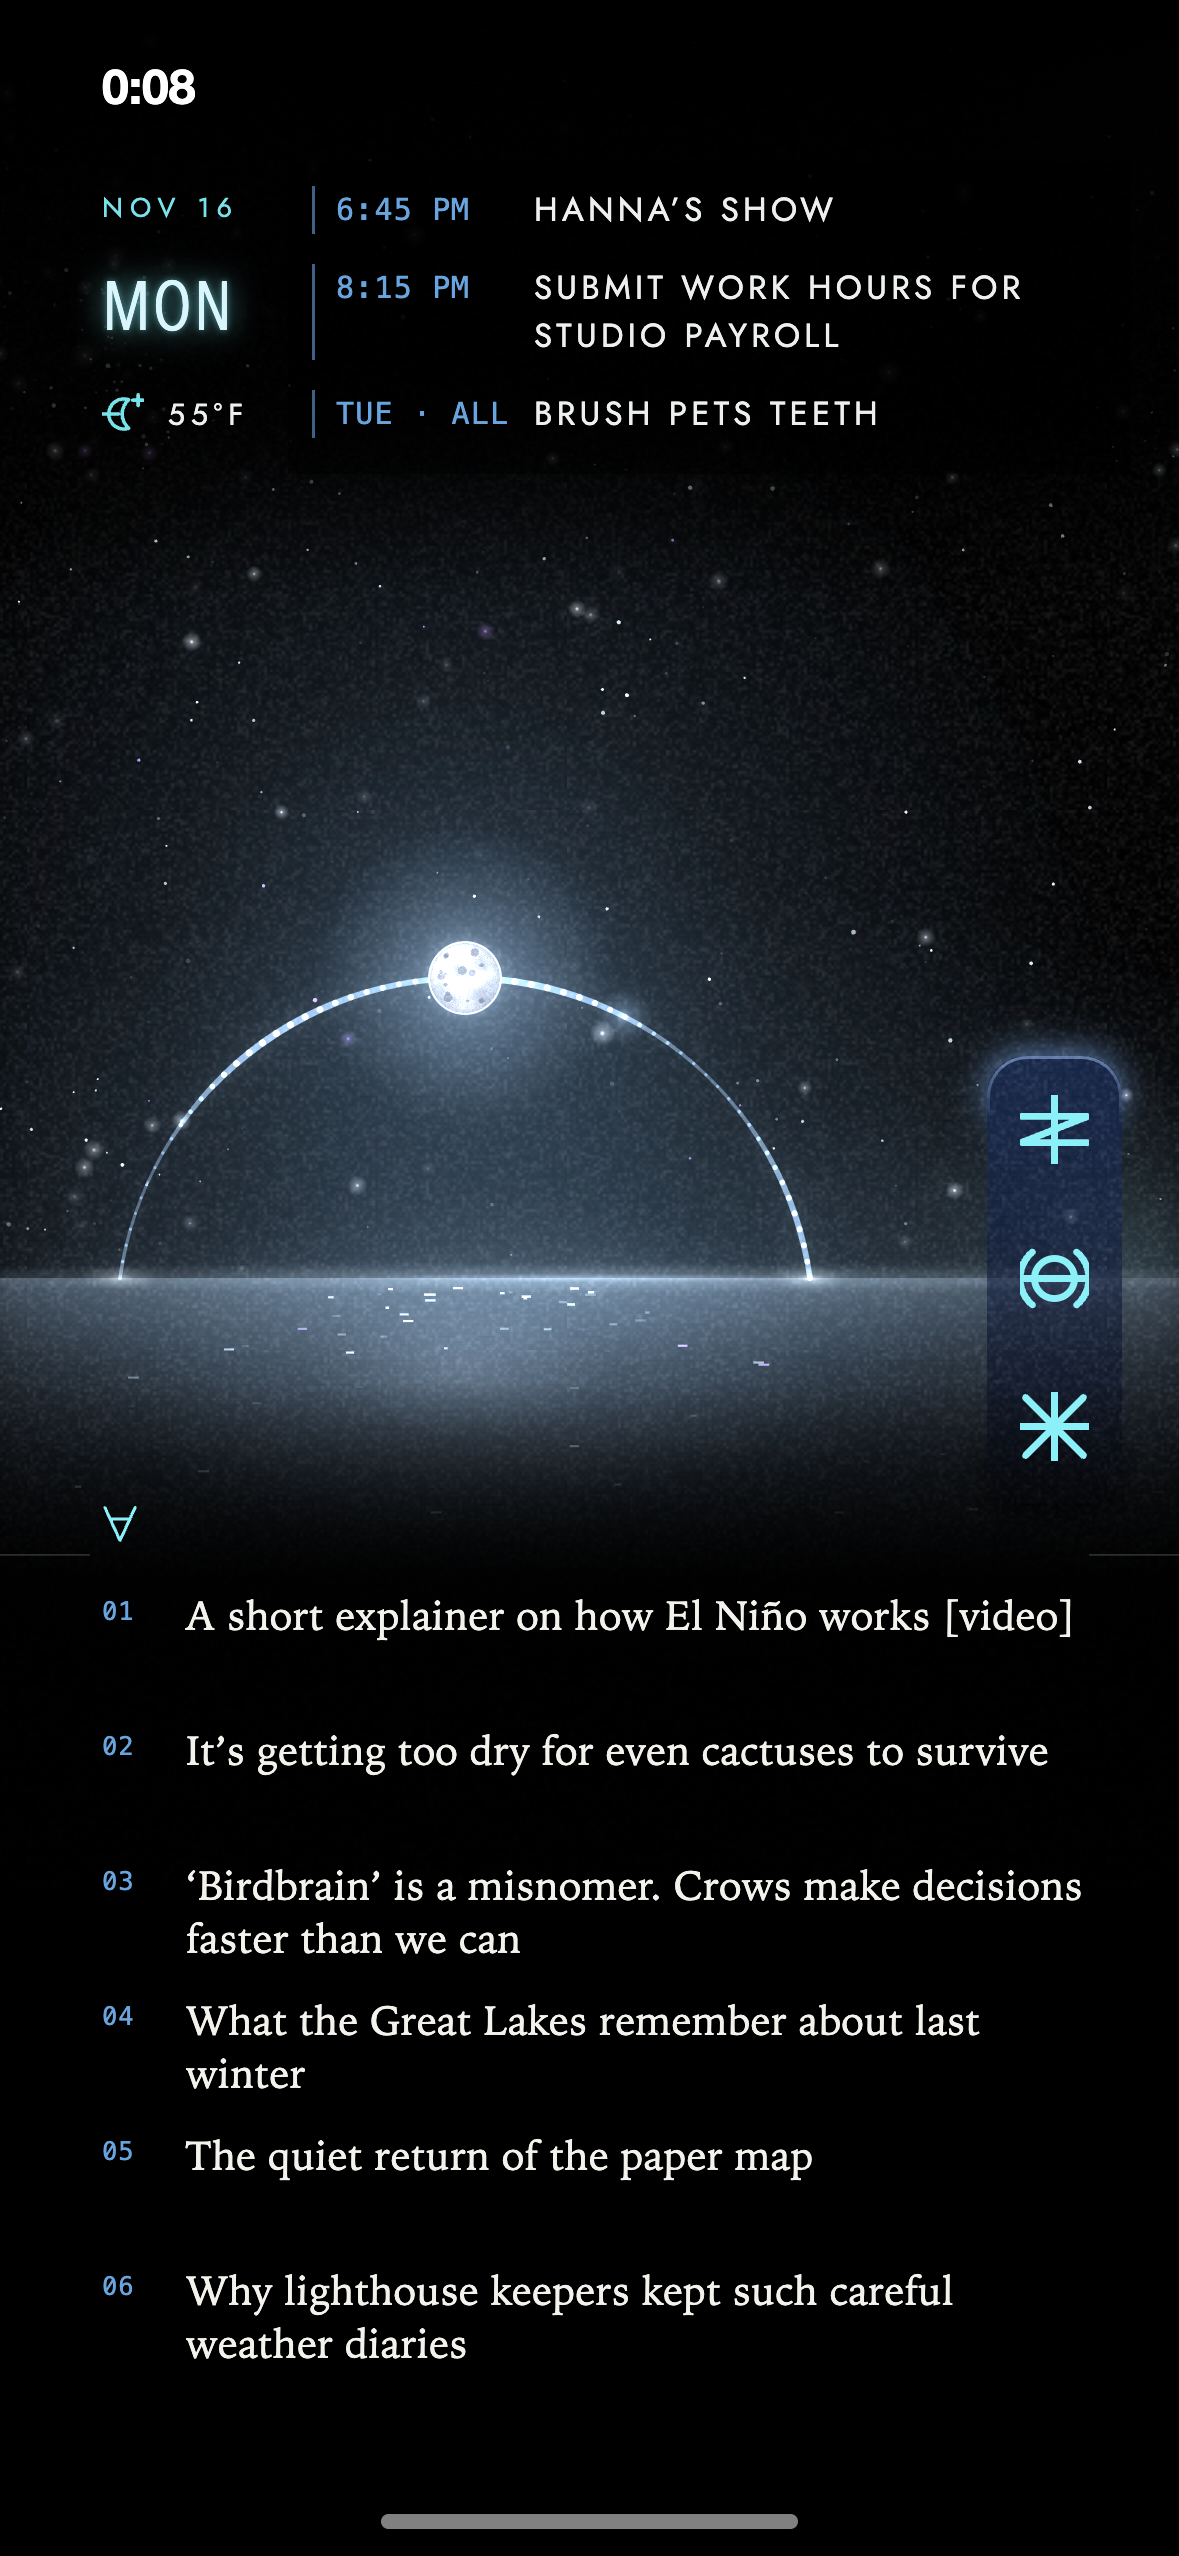 0:08
NOV 16
MON
55°F
6:45 PM HANNA’S SHOW
8:15 PM SUBMIT WORK HOURS FOR
STUDIO PAYROLL
TUE · ALL BRUSH PETS TEETH
01 A short explainer on how El Niño works [video]
02 It’s getting too dry for even cactuses to survive
03 ‘Birdbrain’ is a misnomer. Crows make decisions
faster than we can
04 What the Great Lakes remember about last
winter
05 The quiet return of the paper map
06 Why lighthouse keepers kept such careful
weather diaries